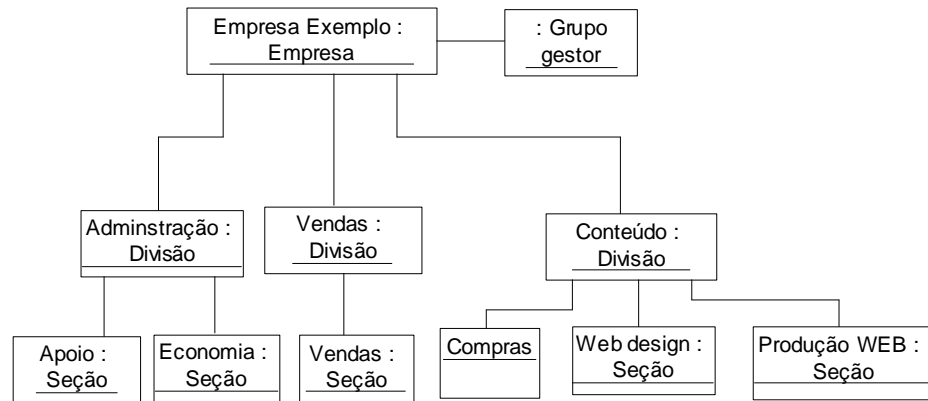 Empresa Exemplo :
Empresa
: Grupo
gestor
Adminstração :
Divisão
Vendas :
Divisão
Conteúdo :
Divisão
Apoio :
Seção
Economia :
Seção
Vendas :
Seção
Compras
Web design :
Seção
Produção WEB :
Seção